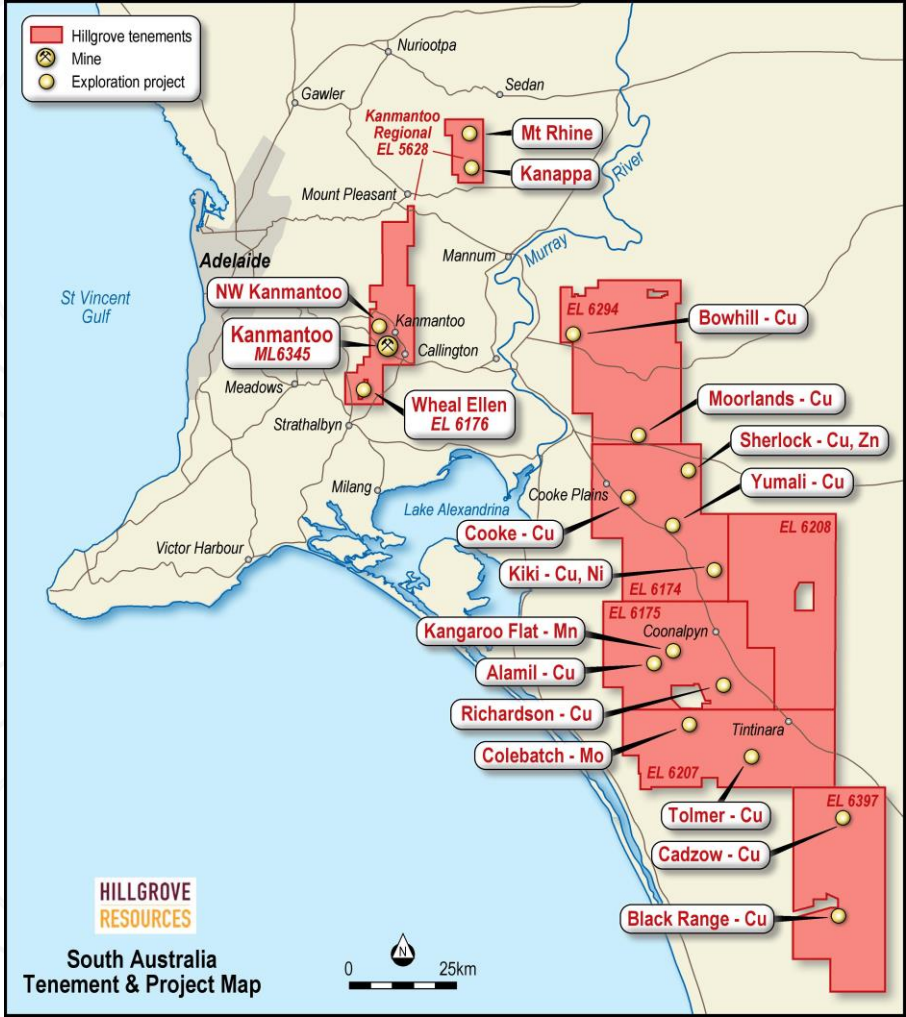 Hillgrove tenements
Mine
Exploration project
Nuriootpa
Sedan
Gawler
Kanmantoo
Regional
EL 5628
Mt Rhine
Kanappa
River
Mount Pleasant
Murray
Mannum
Adelaide
St Vincent
Gulf
NW Kanmantoo
Kanmantoo
Kanmantoo
ML6345
Callington
EL 6294
Bowhill - Cu
Meadows
Wheal Ellen
EL 6176
Strathalbyn
Moorlands - Cu
Sherlock - Cu, Zn
Yumali - Cu
Milang
Cooke Plains
Lake Alexandrina
Cooke - Cu
EL 6208
Victor Harbour
Kiki - Cu, Ni
EL 6174
EL 6175
Kangaroo Flat - Mn
Coonalpyn
Alamil - Cu
Richardson - Cu
Tintinara
Colebatch - Mo
EL 6207
Tolmer - Cu
EL 6397
Cadzow - Cu
Black Range - Cu
HILLGROVE
RESOURCES
South Australia
Tenement & Project Map
N
0 25km